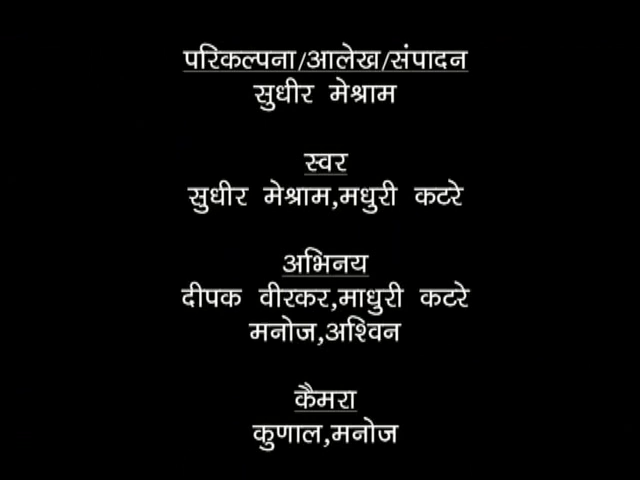 परिकल्पना/आलेख/संपादन
सुधीर मेश्राम
स्वर
सुधीर मेश्राम,मधुरी कटरे
अभिनय
दीपक वीरकर,माधुरी कटरे
मनोज,अश्विन
कैमरा
कुणाल,मनोज